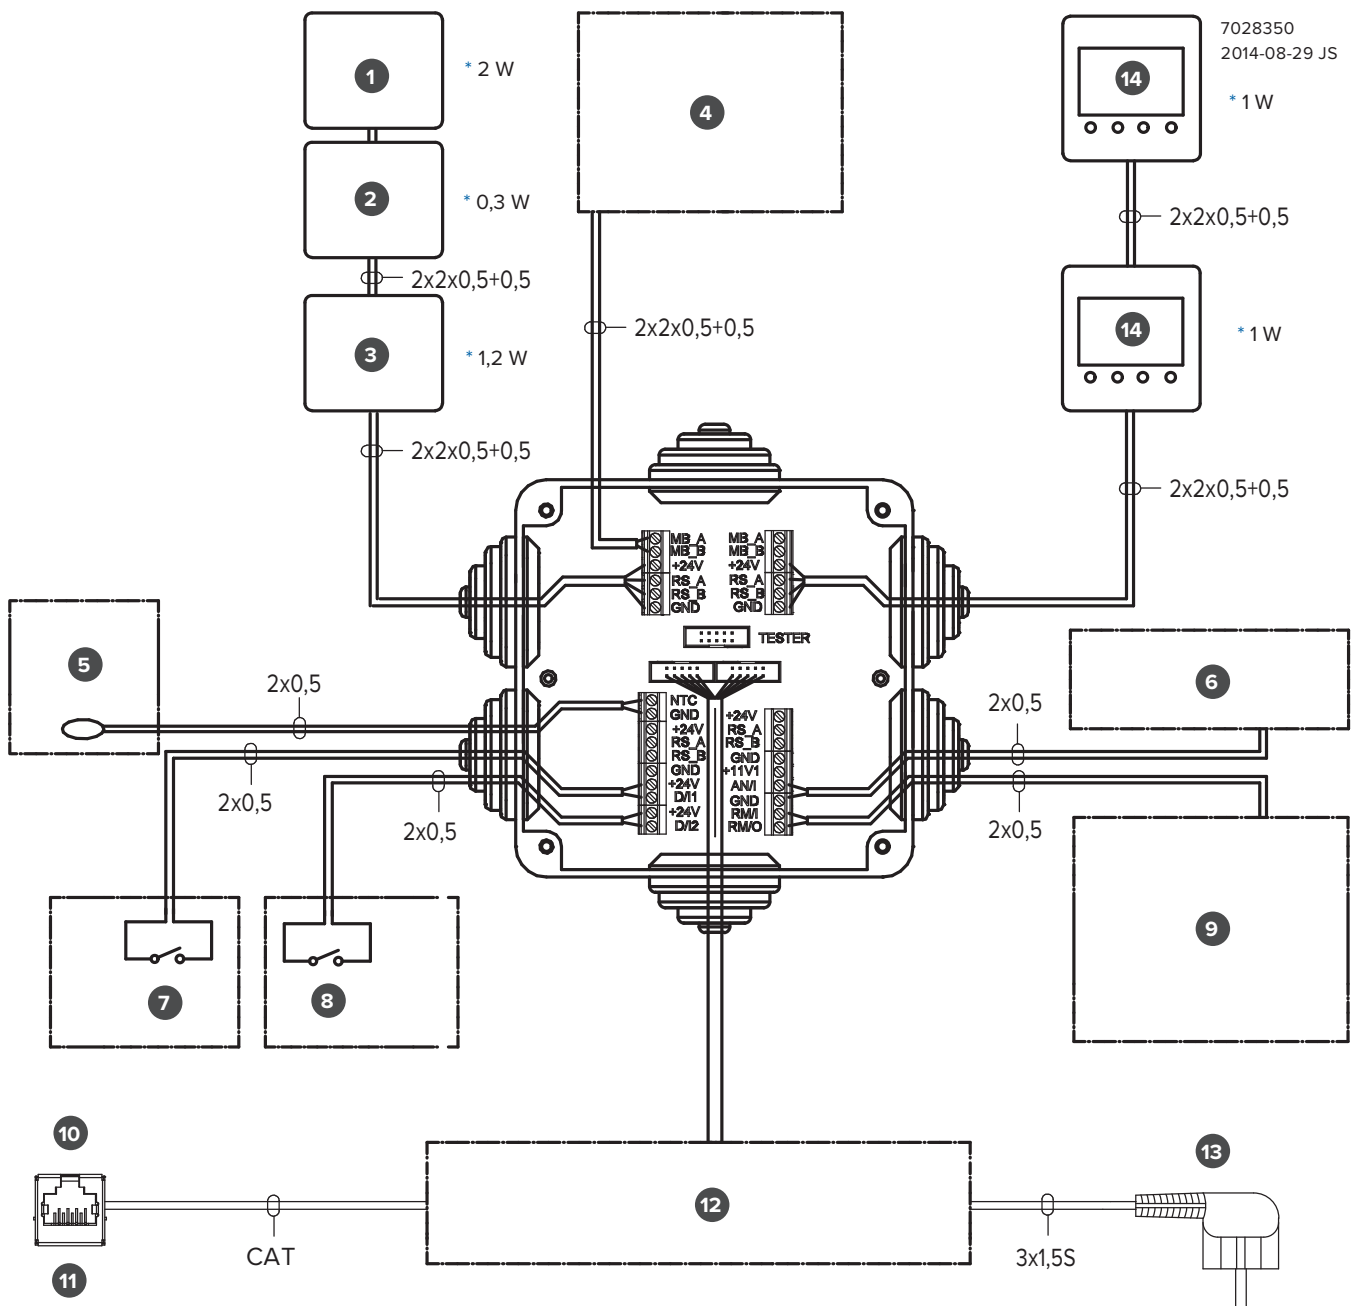 7028350
2014-08-29 JS
1
* 2 W
4
14
* 1 W
2
* 0,3 W
2x2x0,5+0,5
2x2x0,5+0,5
3
* 1,2 W
2x2x0,5+0,5
14
* 1 W
2x2x0,5+0,5
2x2x0,5+0,5
MB_A
MB_B
+24V
RS_A
RS_B
GND
MB_A
MB_B
+24V
RS_A
RS_B
GND
TESTER
5
2x0,5
6
2x0,5
NTC
GND
+24V
RS_A
RS_B
GND
+24V
D/I1
+24V
D/I2
+24V
RS_A
RS_B
GND
+11V1
AN/I
GND
RM/I
RM/O
2x0,5
2x0,5
2x0,5
7
8
9
10
11
CAT
12
3x1,5S
13